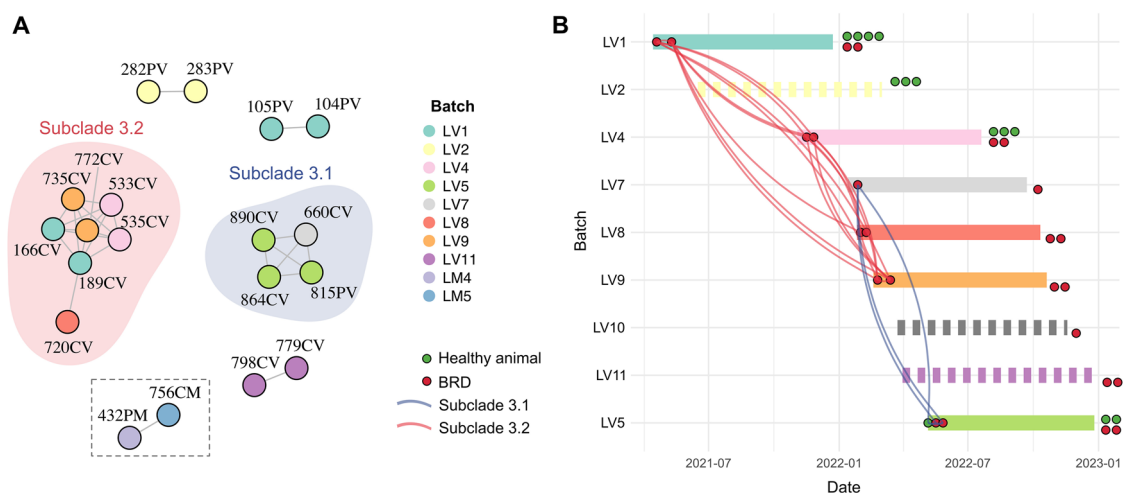 A
282PV 283PV
105PV 104PV
Subclade 3.2
772CV
735CV 533CV
535CV
166CV
189CV
720CV
Subclade 3.1
890CV 660CV
864CV 815PV
779CV
798CV
756CM
432PM
Batch
LV1
LV2
LV4
LV5
LV7
LV8
LV9
LV11
LM4
LM5
Healthy animal
BRD
Subclade 3.1
Subclade 3.2
B
Batch
LV1
LV2
LV4
LV7
LV8
LV9
LV10
LV11
LV5
2021-07 2022-01 2022-07 2023-01
Date